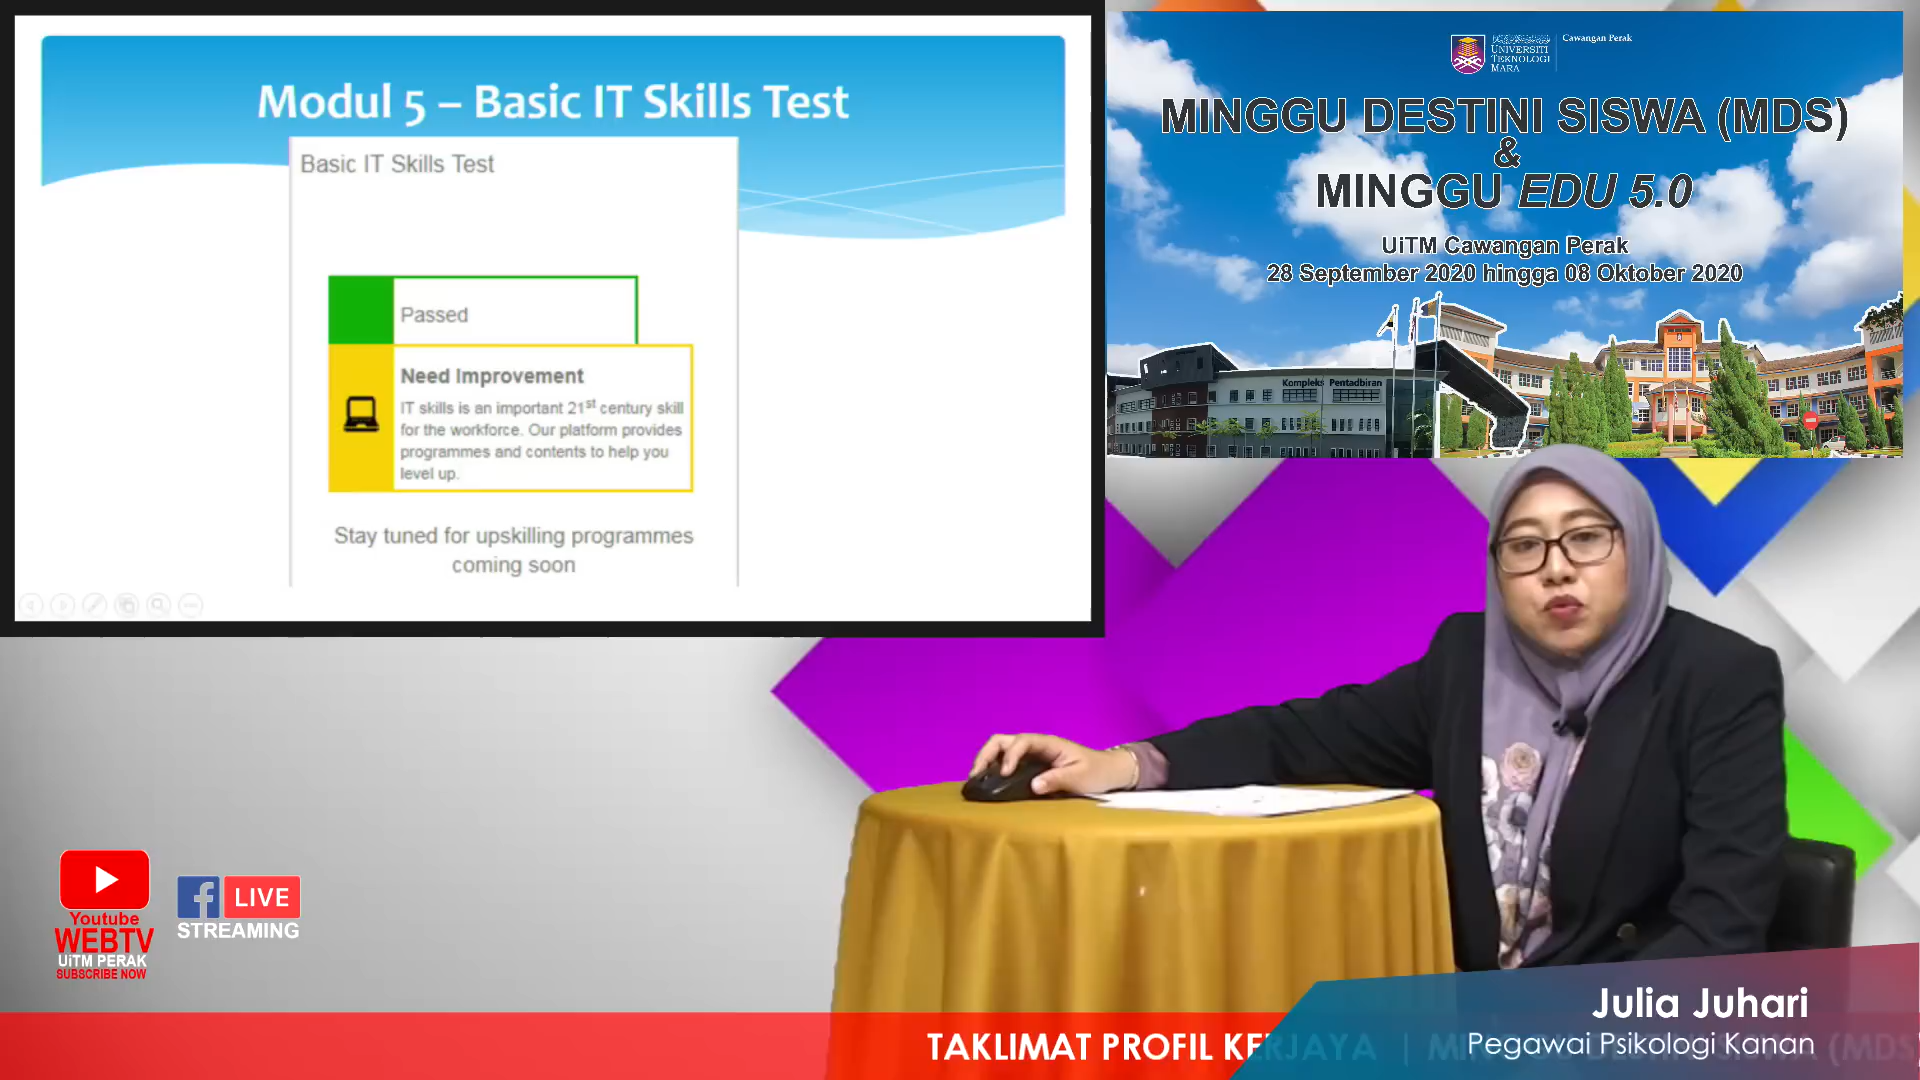 Modul 5 – Basic IT Skills Test
Basic IT Skills Test
Passed
Need Improvement
IT skills is an important 21st century skill
for the workforce. Our platform provides
programmes and contents to help you
level up.
Stay tuned for upskilling programmes
coming soon
UNIVERSITI
TEKNOLOGI
MARA
Cawangan Perak
MINGGU DESTINI SISWA (MDS)
&
MINGGU EDU 5.0
UiTM Cawangan Perak
28 September 2020 hingga 08 Oktober 2020
Kompleks Pentadbiran
Youtube
WEBTV
UiTM PERAK
SUBSCRIBE NOW
f LIVE
STREAMING
Julia Juhari
Pegawai Psikologi Kanan
TAKLIMAT PROFIL KERJAYA | MINGGU DESTINI SISWA (MDS